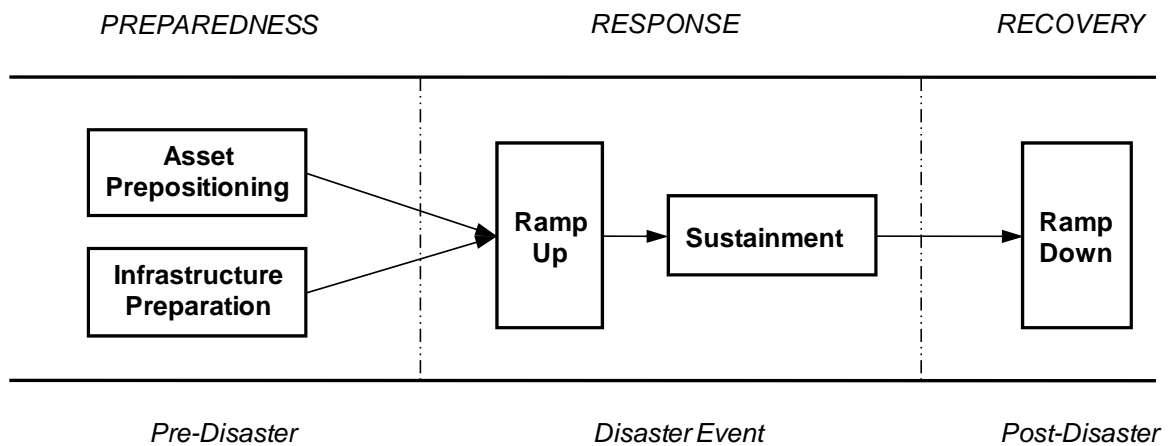 PREPAREDNESS
RESPONSE
RECOVERY
Asset
Prepositioning
Infrastructure
Preparation
Ramp
Up
Sustainment
Ramp
Down
Pre-Disaster
Disaster Event
Post-Disaster